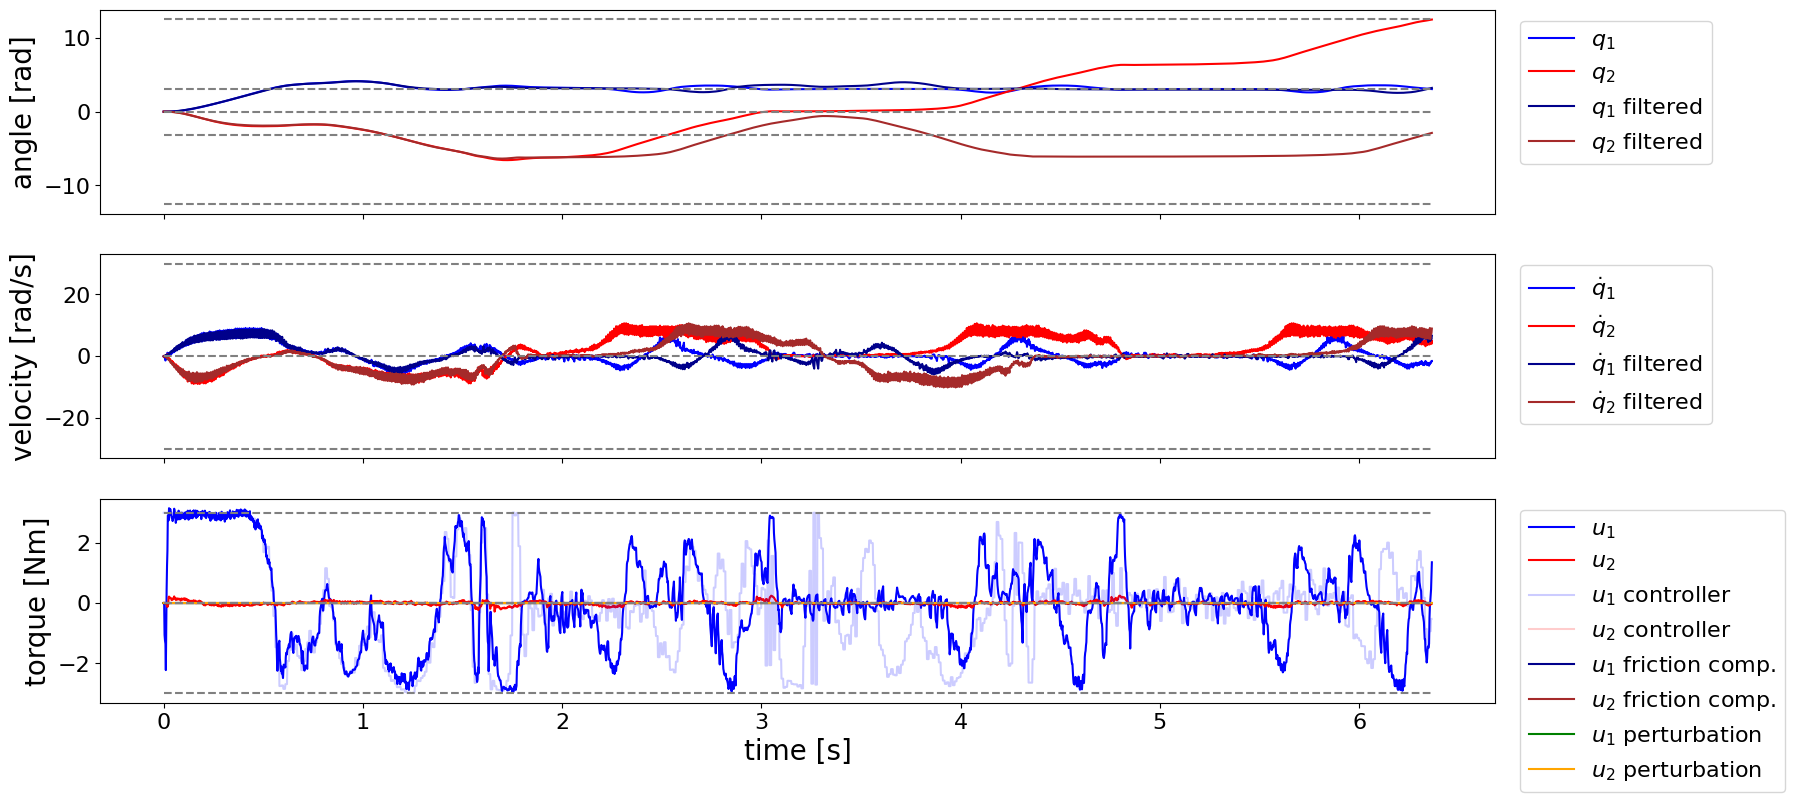 angle [rad]
10
0
−10
q₁
q₂
q₁ filtered
q₂ filtered
velocity [rad/s]
20
0
−20
q̇₁
q̇₂
q̇₁ filtered
q̇₂ filtered
torque [Nm]
2
0
−2
0 1 2 3 4 5 6
time [s]
u₁
u₂
u₁ controller
u₂ controller
u₁ friction comp.
u₂ friction comp.
u₁ perturbation
u₂ perturbation